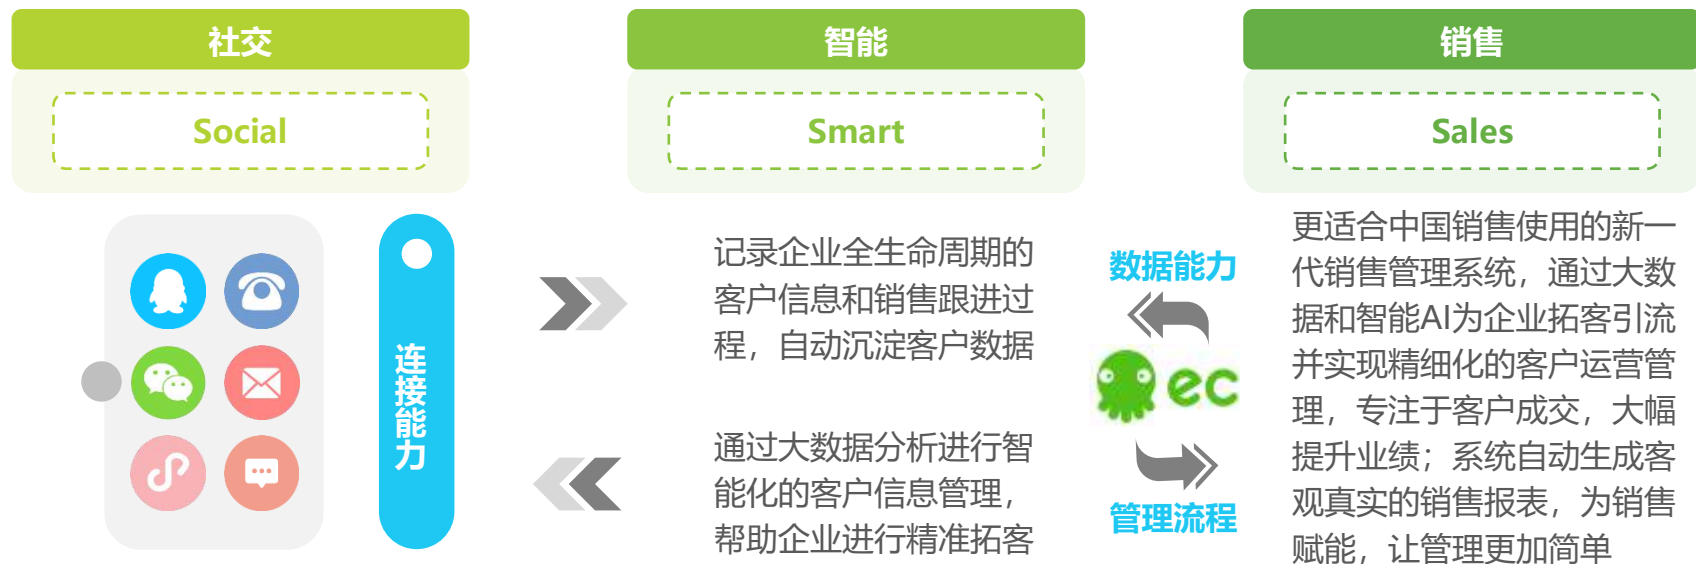 社交
Social
连接能力
智能
Smart
记录企业全生命周期的
客户信息和销售跟进过
程，自动沉淀客户数据
通过大数据分析进行智
能化的客户信息管理，
帮助企业进行精准拓客
数据能力
ec
管理流程
销售
Sales
更适合中国销售使用的新一
代销售管理系统，通过大数
据和智能AI为企业拓客引流
并实现精细化的客户运营管
理，专注于客户成交，大幅
提升业绩；系统自动生成客
观真实的销售报表，为销售
赋能，让管理更加简单